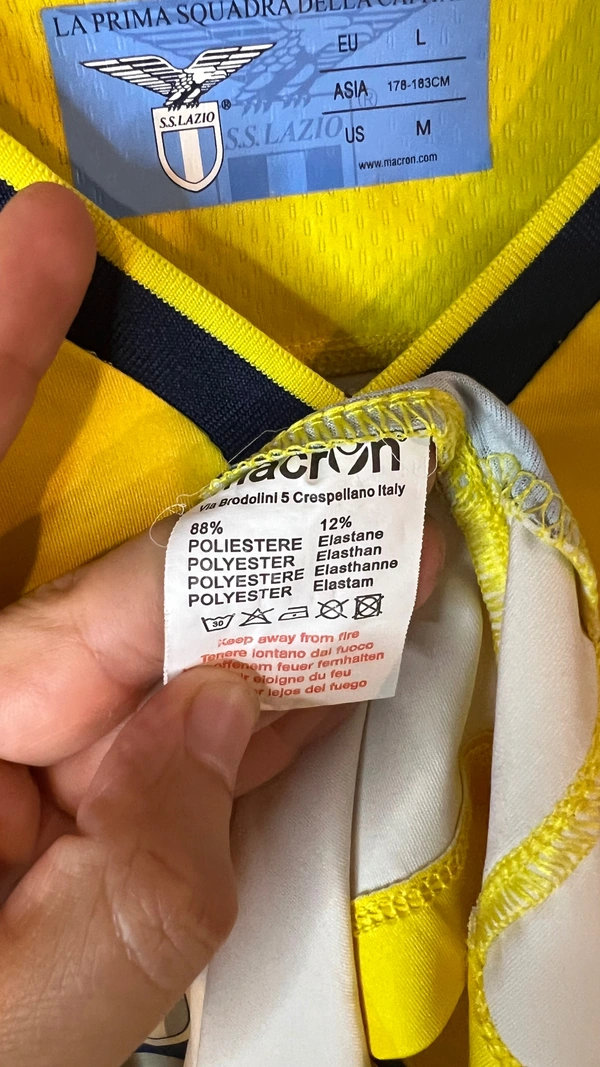 LA PRIMA SQUADRA DELLA
EU L
ASIA 178-183CM
US M
www.macron.com
®
S.S.LAZIO
S.S.LAZIO
®
macron
Via Brodolini 5 Crespellano Italy
88% 12%
POLIESTERE Elastane
POLYESTER Elasthan
POLYESTERE Elasthanne
POLYESTER Elastam
30
Keep away from fire
Tenere lontano dal fuoco
offenem feuer fernhalten
eloigne du feu
lejos del fuego